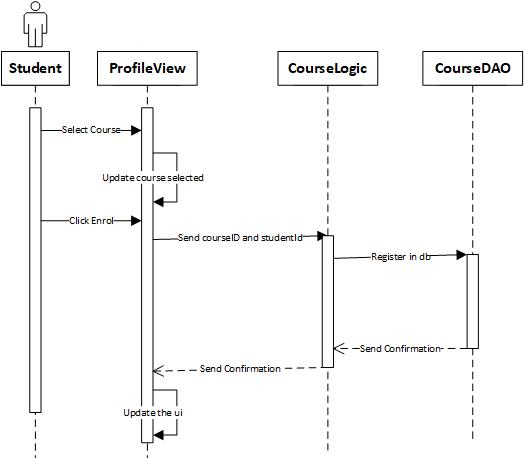 Student
ProfileView
CourseLogic
CourseDAO
Select Course
Update course selected
Click Enrol
Send courseID and studentId
Register in db
Send Confirmation
Send Confirmation
Update the ui